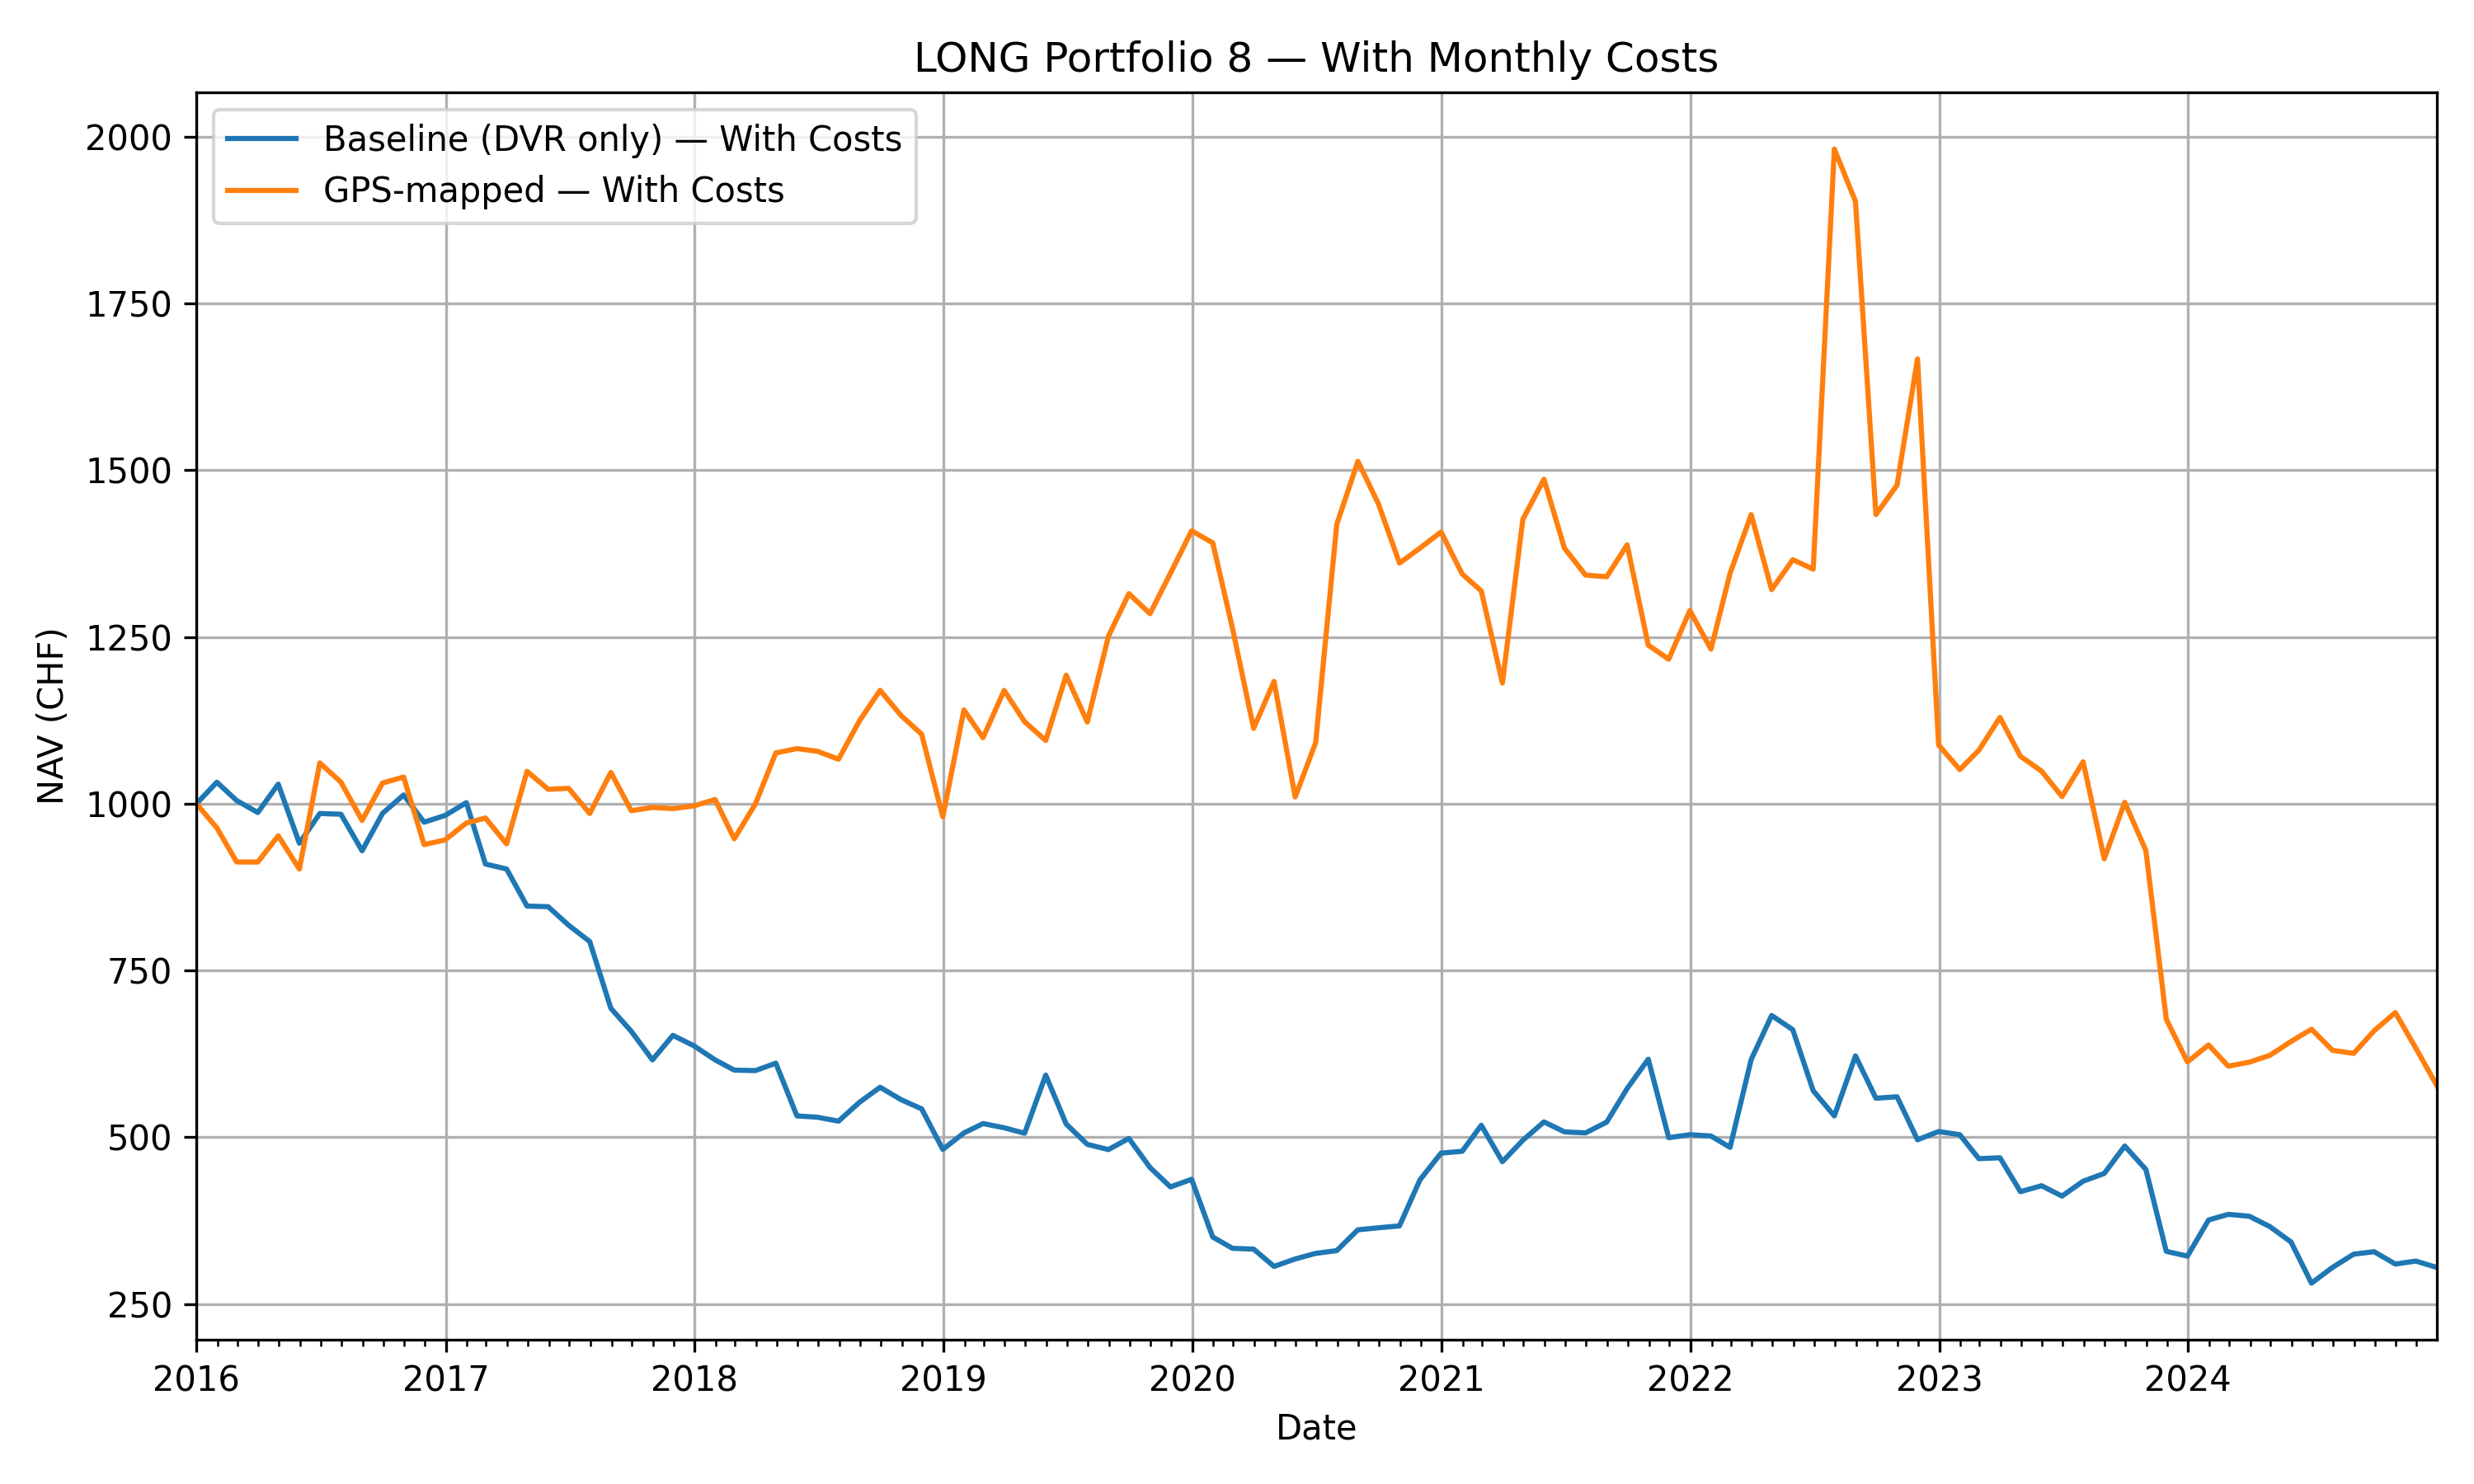 LONG Portfolio 8 — With Monthly Costs
Baseline (DVR only) — With Costs
GPS-mapped — With Costs
NAV (CHF)
2000
1750
1500
1250
1000
750
500
250
2016 2017 2018 2019 2020 2021 2022 2023 2024
Date